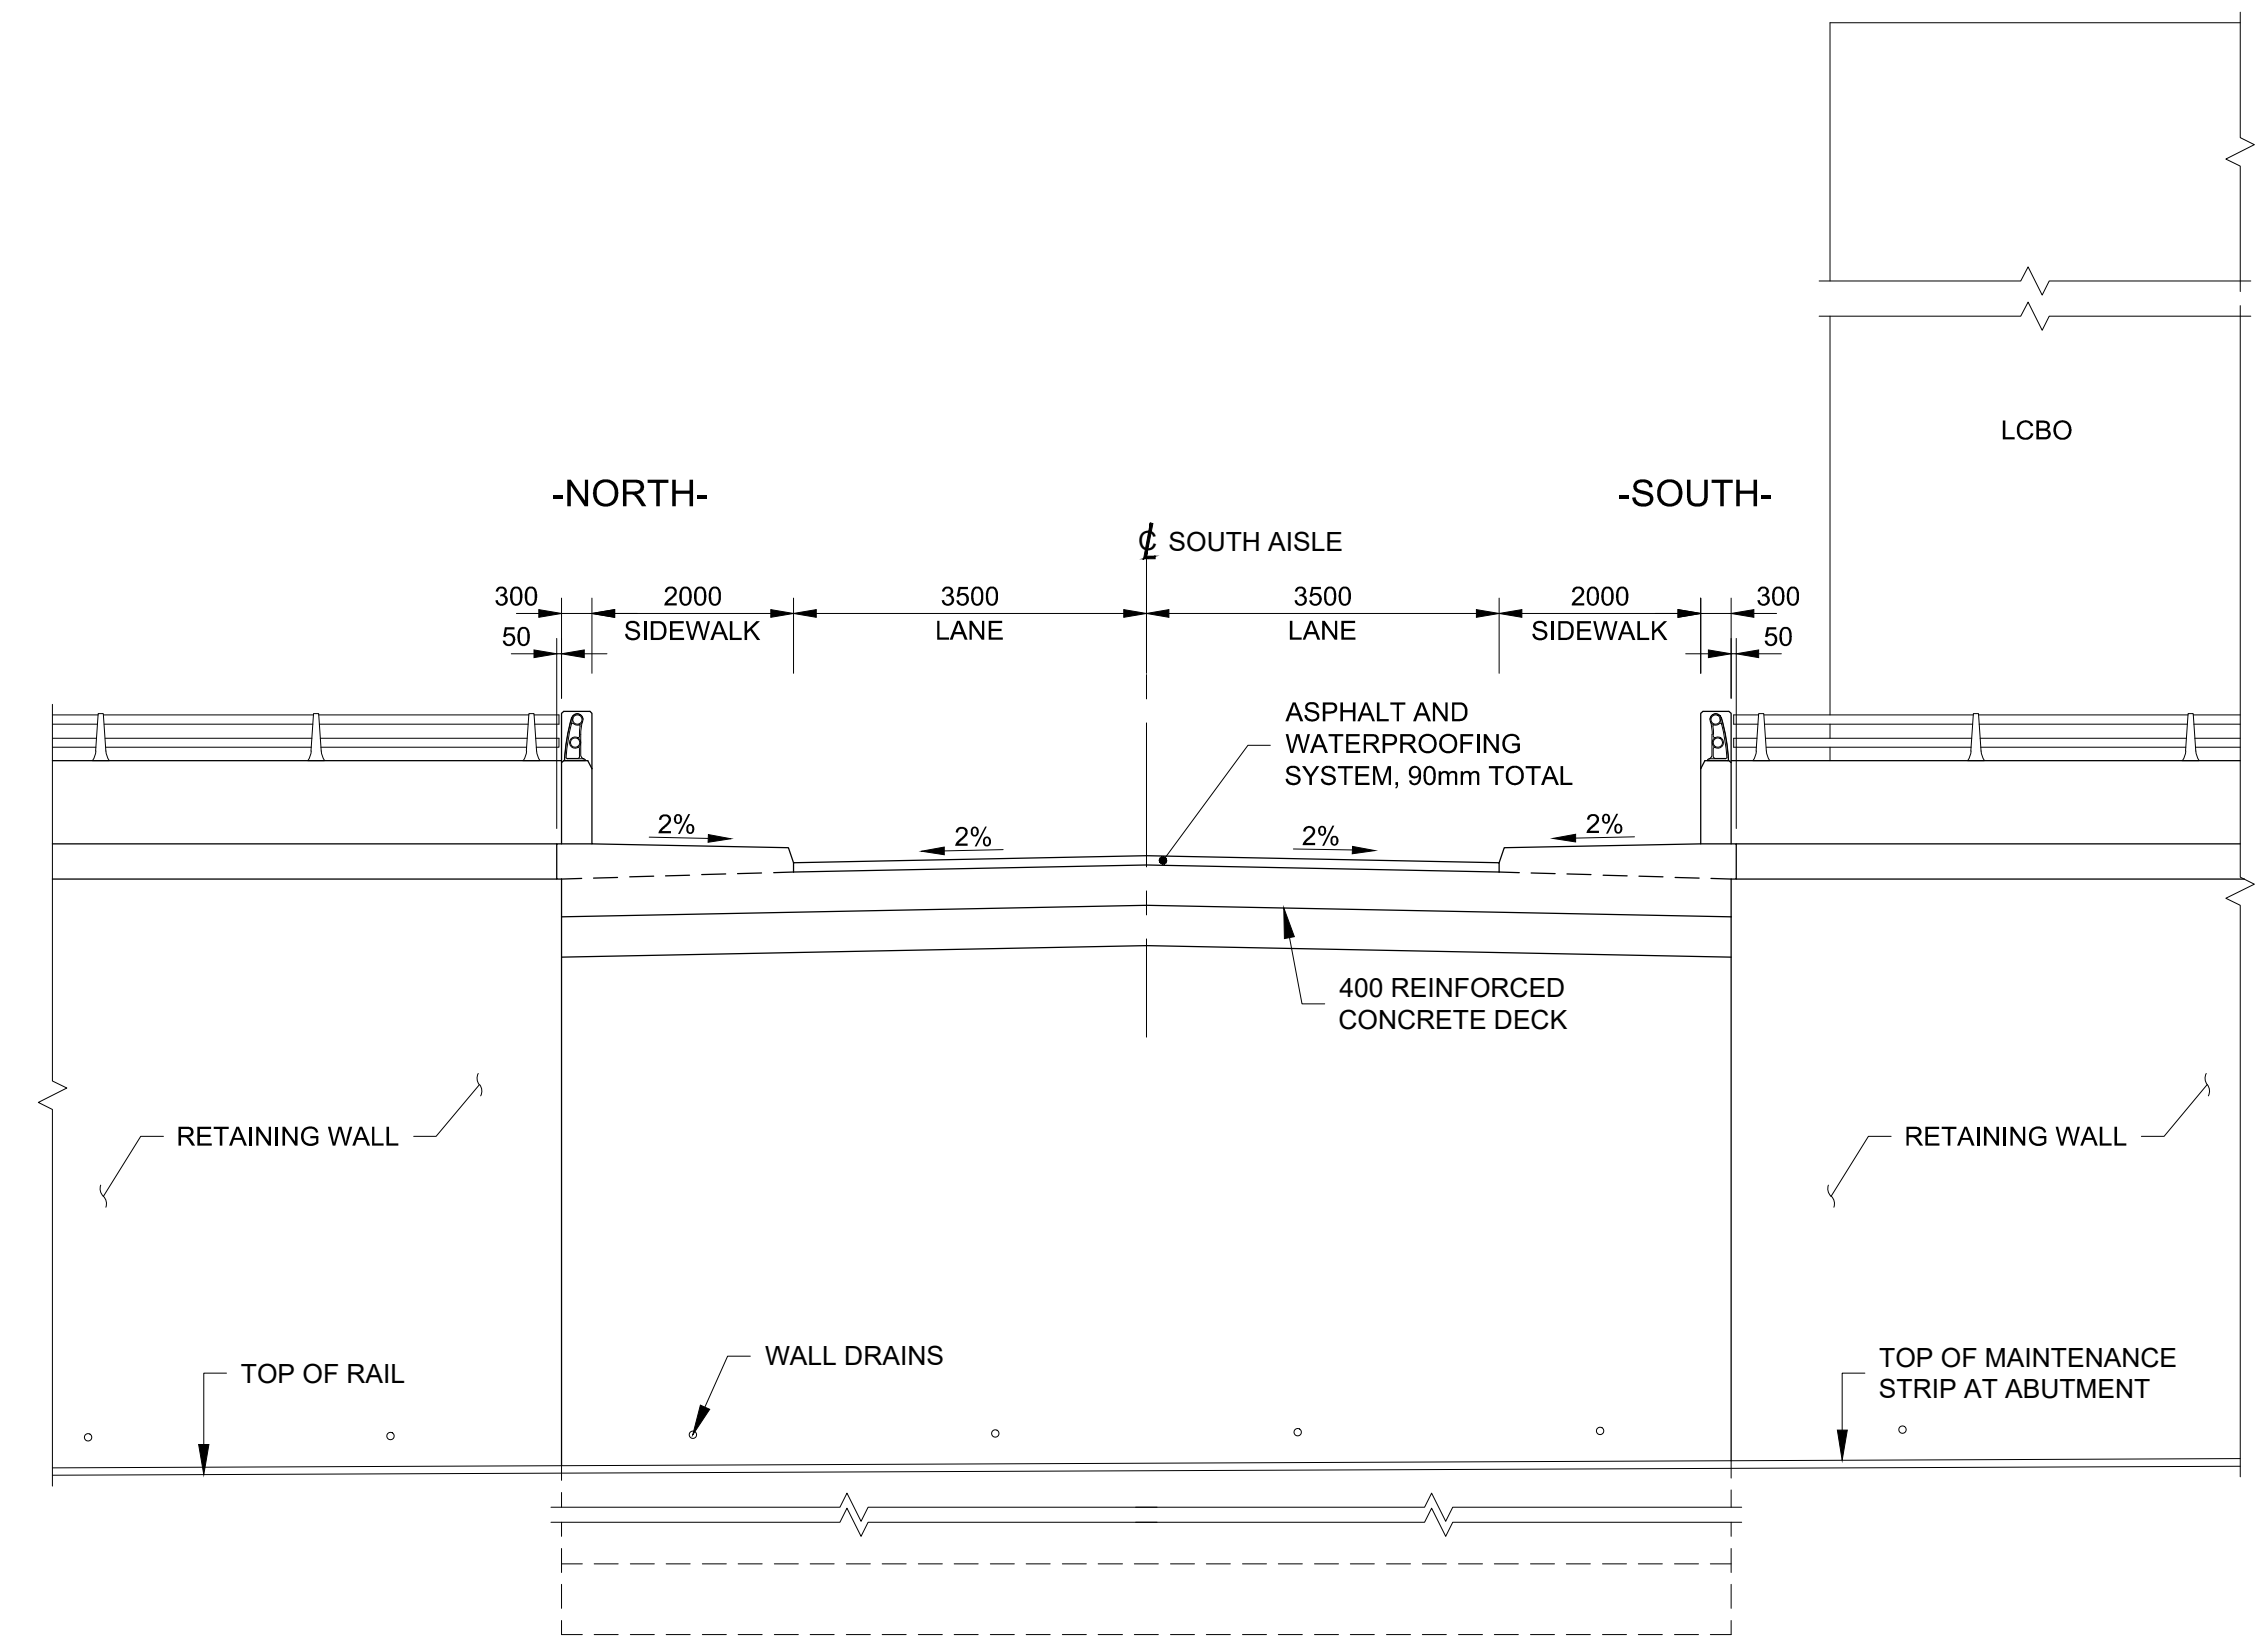 LCBO
-NORTH-
-SOUTH-
℄ SOUTH AISLE
300
2000
3500
3500
2000
300
SIDEWALK
LANE
LANE
SIDEWALK
50
50
ASPHALT AND
WATERPROOFING
SYSTEM, 90mm TOTAL
2%
2%
2%
2%
400 REINFORCED
CONCRETE DECK
RETAINING WALL
RETAINING WALL
WALL DRAINS
TOP OF RAIL
TOP OF MAINTENANCE
STRIP AT ABUTMENT